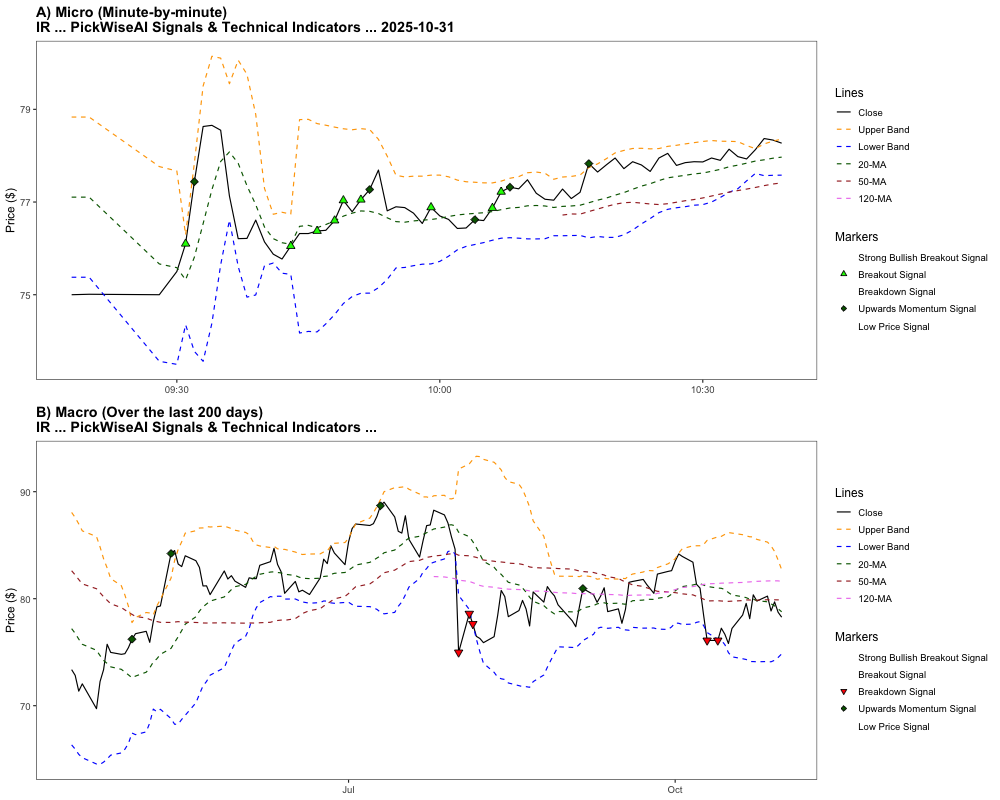 A) Micro (Minute-by-minute)
IR ... PickWiseAI Signals & Technical Indicators ... 2025-10-31
Price ($)
79
77
75
09:30
10:00
10:30
Lines
Close
Upper Band
Lower Band
20-MA
50-MA
120-MA
Markers
Strong Bullish Breakout Signal
Breakout Signal
Breakdown Signal
Upwards Momentum Signal
Low Price Signal
B) Macro (Over the last 200 days)
IR ... PickWiseAI Signals & Technical Indicators ...
Price ($)
90
80
70
Jul
Oct
Lines
Close
Upper Band
Lower Band
20-MA
50-MA
120-MA
Markers
Strong Bullish Breakout Signal
Breakout Signal
Breakdown Signal
Upwards Momentum Signal
Low Price Signal